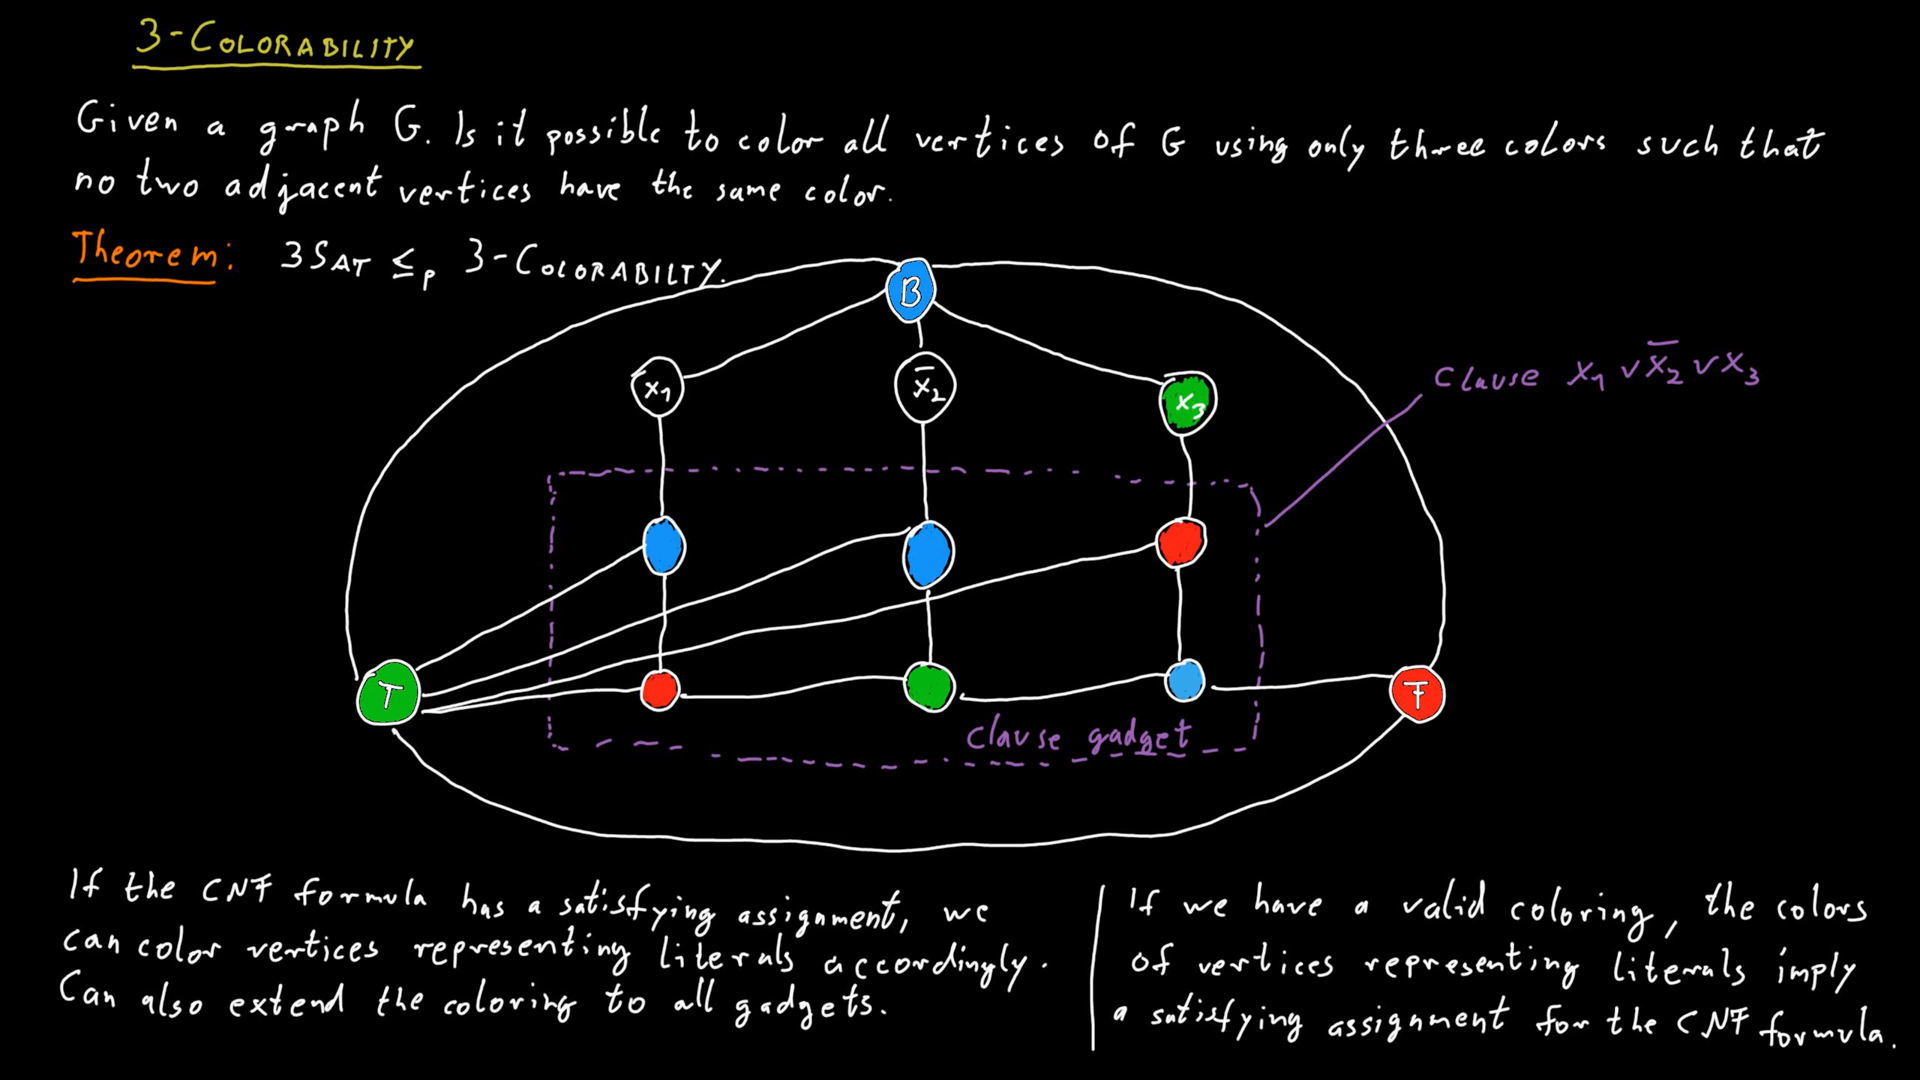 3-COLORABILITY
Given a graph G. Is it possible to color all vertices of G using only three colors such that
no two adjacent vertices have the same color.
Theorem: 3SAT ≤p 3-COLORABILTY.
B
x1 x̅2 x3
Clause x1 ∨ x̅2 ∨ x3
T F
Clause gadget
If the CNF formula has a satisfying assignment, we
can color vertices representing literals accordingly.
Can also extend the coloring to all gadgets.
If we have a valid coloring, the colors
of vertices representing literals imply
a satisfying assignment for the CNF formula.